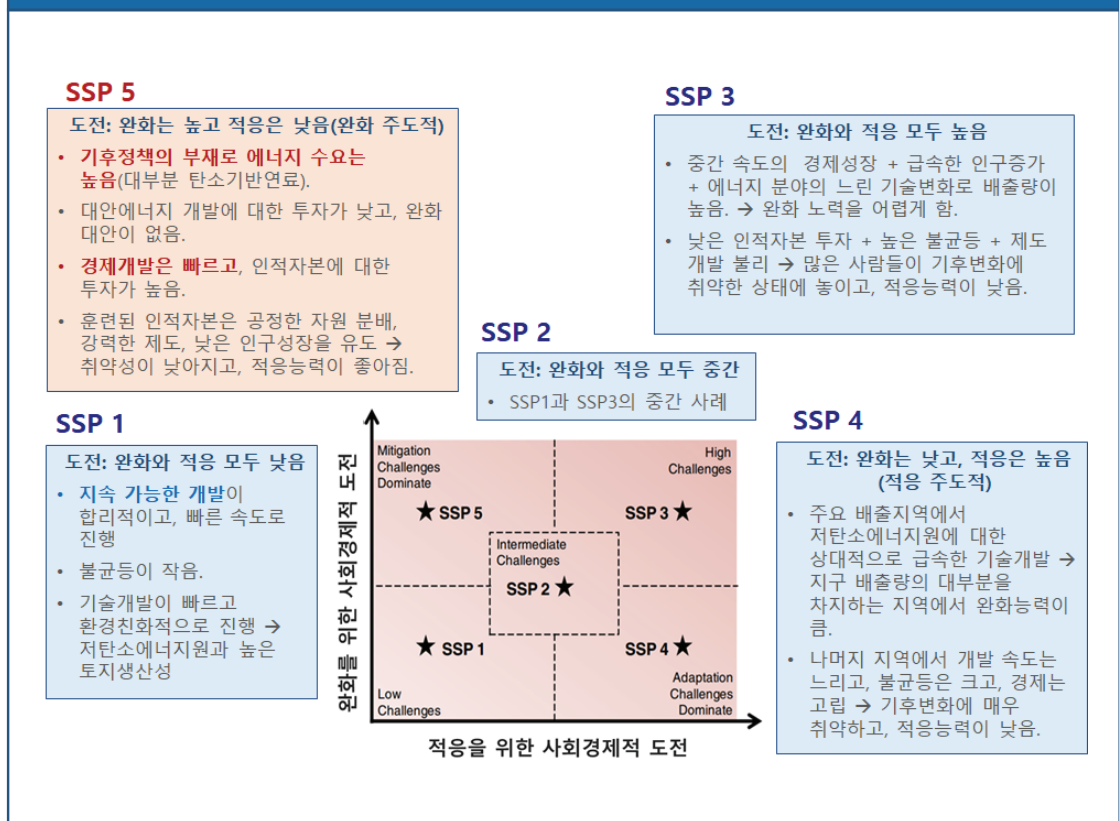 SSP 5
도전: 완화는 높고 적응은 낮음(완화 주도적)
• 기후정책의 부재로 에너지 수요는
높음(대부분 탄소기반연료).
• 대안에너지 개발에 대한 투자가 낮고, 완화
대안이 없음.
• 경제개발은 빠르고, 인적자본에 대한
투자가 높음.
• 훈련된 인적자본은 공정한 자원 분배,
강력한 제도, 낮은 인구성장을 유도 →
취약성이 낮아지고, 적응능력이 좋아짐.
SSP 3
도전: 완화와 적응 모두 높음
• 중간 속도의 경제성장 + 급속한 인구증가
+ 에너지 분야의 느린 기술변화로 배출량이
높음. → 완화 노력을 어렵게 함.
• 낮은 인적자본 투자 + 높은 불균등 + 제도
개발 불리 → 많은 사람들이 기후변화에
취약한 상태에 놓이고, 적응능력이 낮음.
SSP 2
도전: 완화와 적응 모두 중간
• SSP1과 SSP3의 중간 사례
SSP 1
도전: 완화와 적응 모두 낮음
• 지속 가능한 개발이
합리적이고, 빠른 속도로
진행
• 불균등이 작음.
• 기술개발이 빠르고
환경친화적으로 진행 →
저탄소에너지원과 높은
토지생산성
SSP 4
도전: 완화는 낮고, 적응은 높음
(적응 주도적)
• 주요 배출지역에서
저탄소에너지원에 대한
상대적으로 급속한 기술개발 →
지구 배출량의 대부분을
차지하는 지역에서 완화능력이
큼.
• 나머지 지역에서 개발 속도는
느리고, 불균등은 크고, 경제는
고립 → 기후변화에 매우
취약하고, 적응능력이 낮음.
완화를 위한 사회경제적 도전
Mitigation
Challenges
Dominate
★ SSP 5
High
Challenges
SSP 3 ★
Intermediate
Challenges
SSP 2 ★
★ SSP 1
Low
Challenges
SSP 4 ★
Adaptation
Challenges
Dominate
적응을 위한 사회경제적 도전